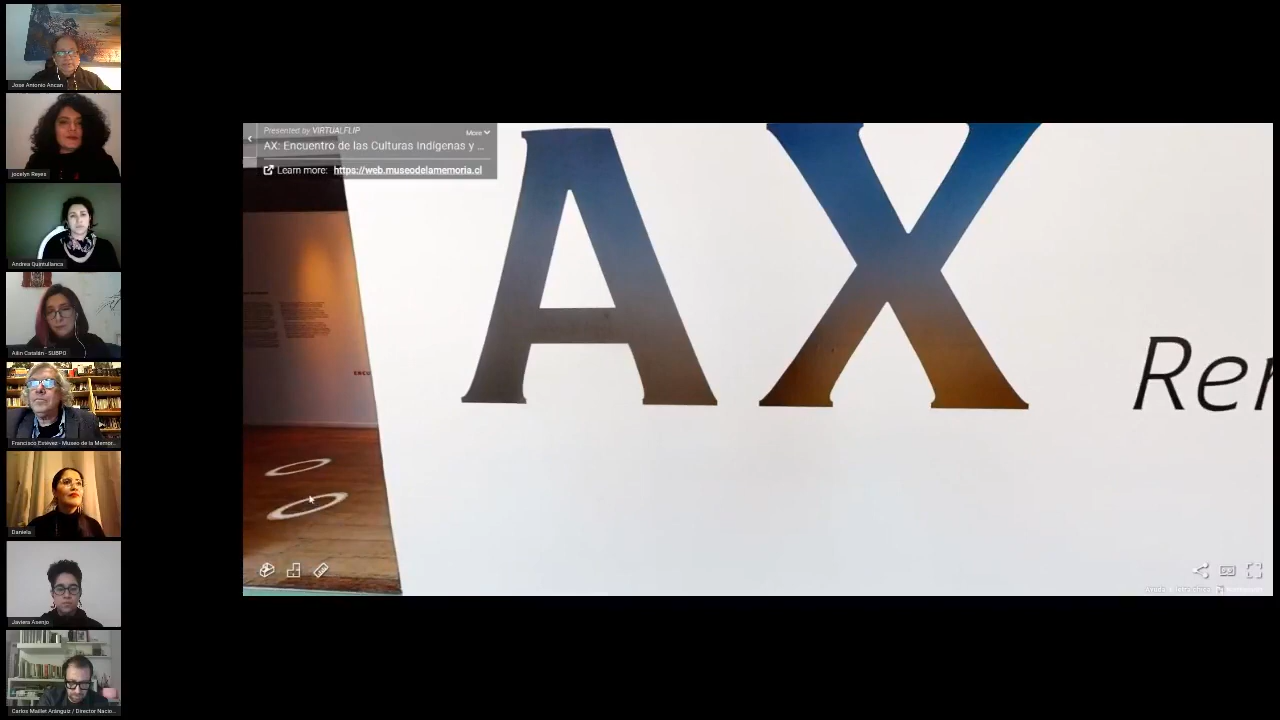 Jose Antonio Ancan
jocelyn Reyes
Andrea Quintullanca
Ailin Catalán - SUBPO
Francisco Estévez - Museo de la Memor...
Daniela
Javiera Asenjo
Carlos Maillet Aránguiz / Director Nacio...
Presented by VIRTUALFLIP
More
AX: Encuentro de las Culturas Indígenas y ...
Learn more: https://web.museodelamemoria.cl
AX
Rer